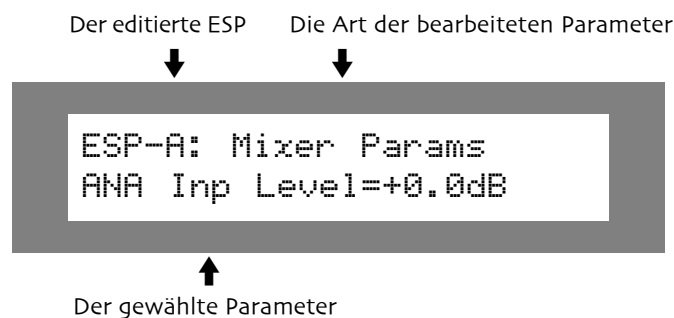 Der editierte ESP
Die Art der bearbeiteten Parameter
ESP-A: Mixer Params
ANA Inp Level=+0.0dB
Der gewählte Parameter